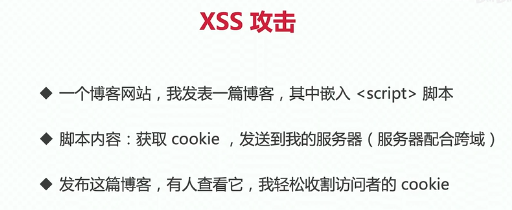 XSS 攻击
◆ 一个博客网站，我发表一篇博客，其中嵌入 <script> 脚本
◆ 脚本内容：获取 cookie ，发送到我的服务器（服务器配合跨域）
◆ 发布这篇博客，有人查看它，我轻松收割访问者的 cookie